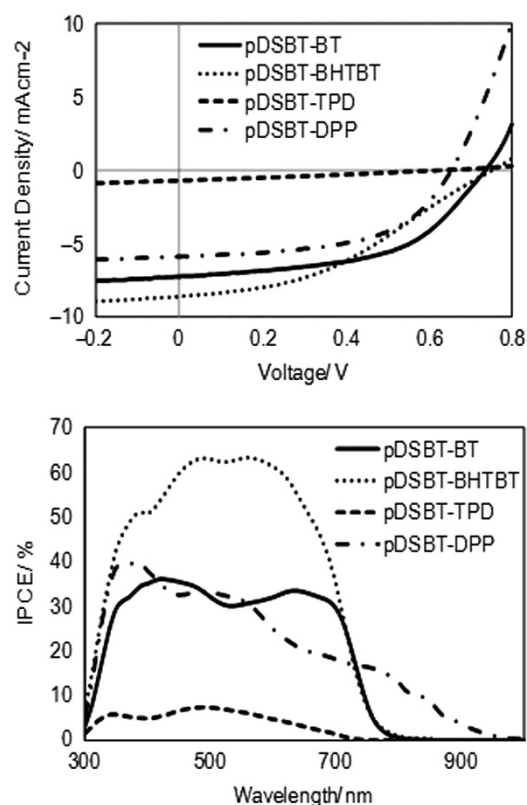 10
5
0
−5
−10
Current Density/ mAcm-2
pDSBT-BT
pDSBT-BHTBT
pDSBT-TPD
pDSBT-DPP
−0.2 0 0.2 0.4 0.6 0.8
Voltage/ V
70
60
50
40
30
20
10
0
IPCE/ %
pDSBT-BT
pDSBT-BHTBT
pDSBT-TPD
pDSBT-DPP
300 500 700 900
Wavelength/ nm